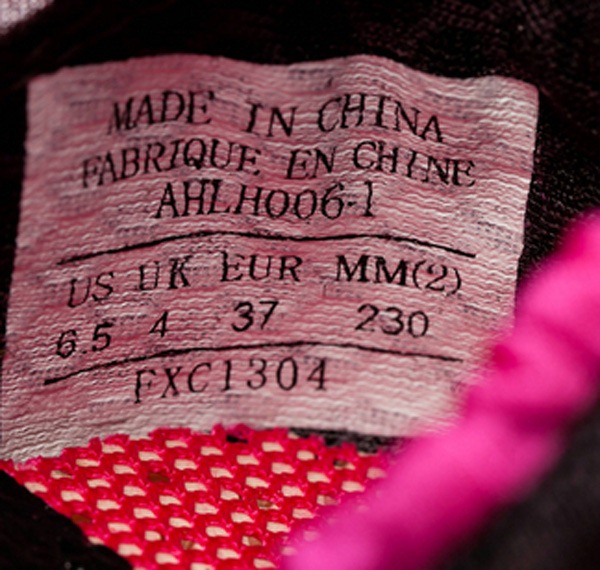 MADE IN CHINA
FABRIQUE EN CHINE
AHLH006-1
US UK EUR MM(2)
6.5 4 37 230
FXC1304